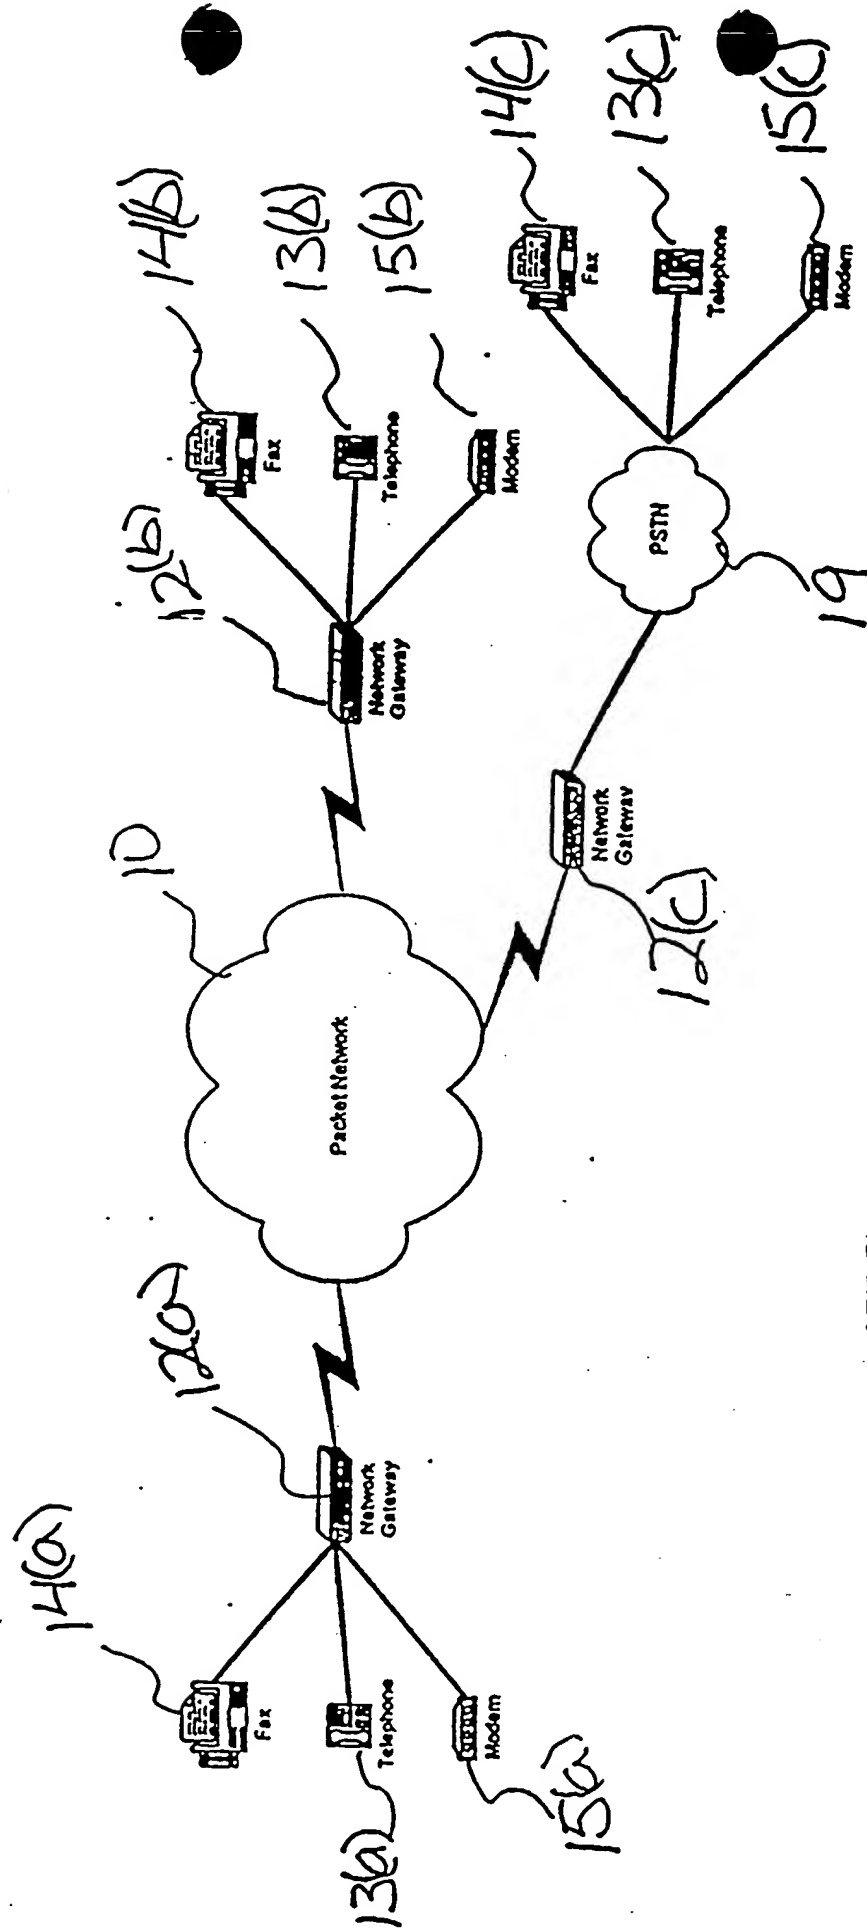 14(a)
12(a)
10
12(b)
14(b)
13(b)
15(b)
Fax
Telephone
Modem
13(a)
15(a)
Network
Gateway
Packet Network
Network
Gateway
Fax
Telephone
Modem
Network
Gateway
12(c)
PSTN
19
Fax
Telephone
Modem
14(c)
13(c)
15(c)